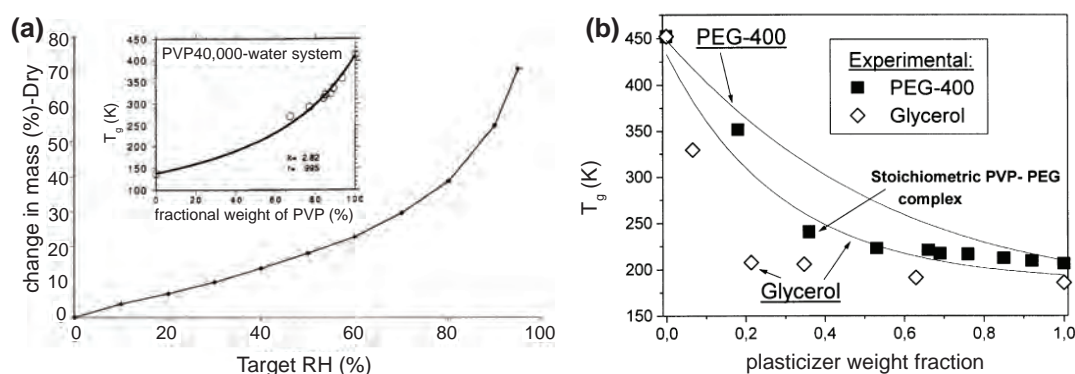 (a)
80
70
60
50
40
30
20
10
0
change in mass (%)-Dry
0
20
40
60
80
100
Target RH (%)
PVP40,000-water system
450
400
350
300
250
200
150
100
Tg (K)
0
20
40
60
80
100
fractional weight of PVP (%)
K= 2.82
r= .985
(b)
450
400
350
300
250
200
150
Tg (K)
0,0
0,2
0,4
0,6
0,8
1,0
plasticizer weight fraction
PEG-400
Experimental:
PEG-400
Glycerol
Stoichiometric PVP- PEG
complex
Glycerol